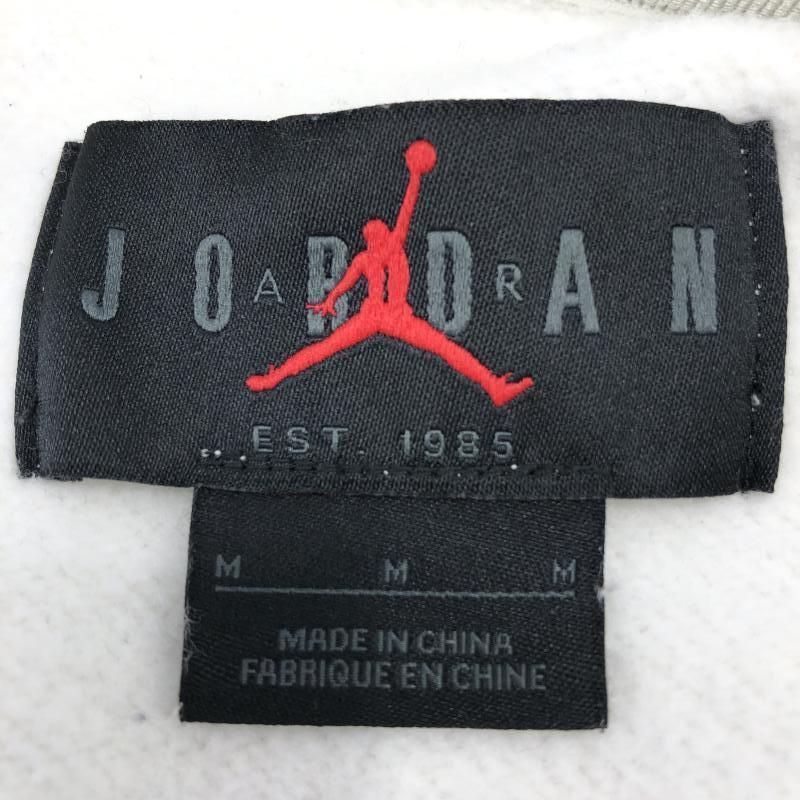 JORDAN
AIR
EST. 1985
M M M
MADE IN CHINA
FABRIQUE EN CHINE